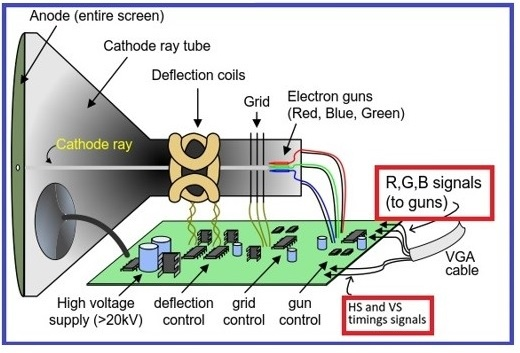 Anode (entire screen)
Cathode ray tube
Deflection coils
Grid
Electron guns
(Red, Blue, Green)
Cathode ray
R,G,B signals
(to guns)
VGA
cable
High voltage
supply (>20kV)
deflection
control
grid
control
gun
control
HS and VS
timings signals